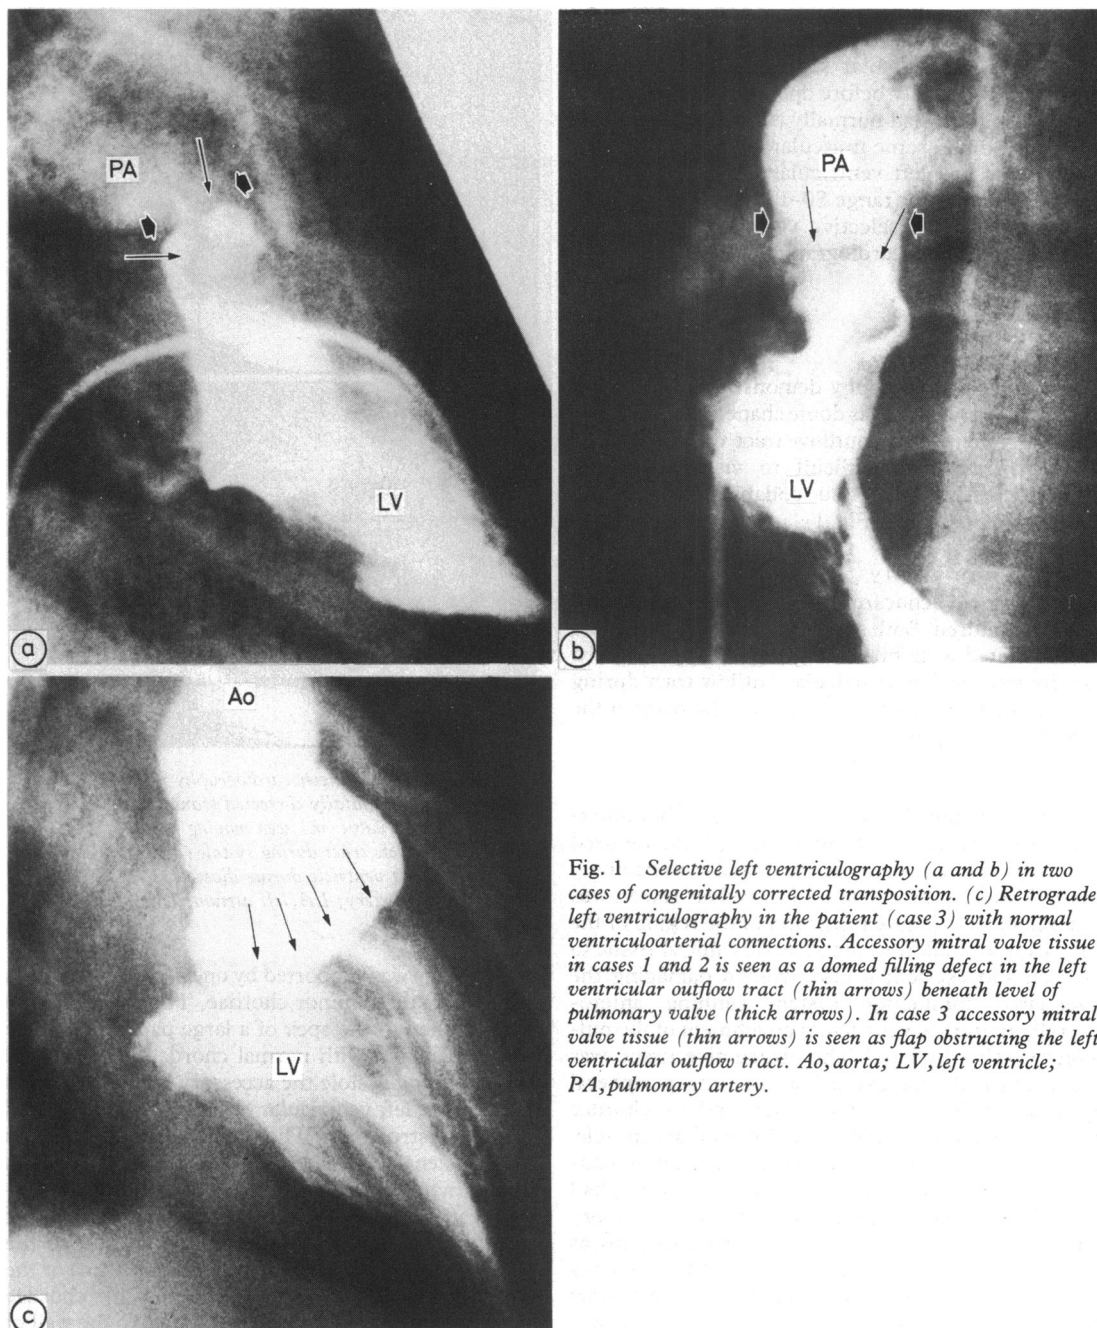 PA
LV
a
PA
LV
b
Ao
LV
c
Fig. 1 Selective left ventriculography (a and b) in two
cases of congenitally corrected transposition. (c) Retrograde
left ventriculography in the patient (case 3) with normal
ventriculoarterial connections. Accessory mitral valve tissue
in cases 1 and 2 is seen as a domed filling defect in the left
ventricular outflow tract (thin arrows) beneath level of
pulmonary valve (thick arrows). In case 3 accessory mitral
valve tissue (thin arrows) is seen as flap obstructing the left
ventricular outflow tract. Ao, aorta; LV, left ventricle;
PA, pulmonary artery.